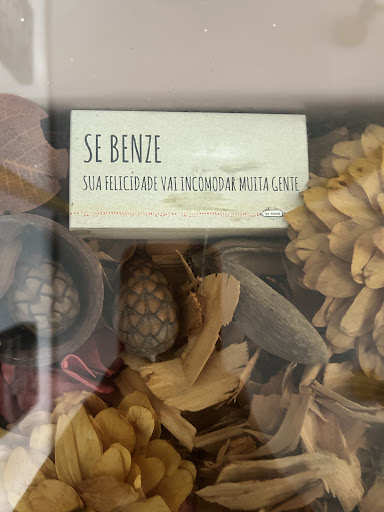 SE BENZE
SUA FELICIDADE VAI INCOMODAR MUITA GENTE